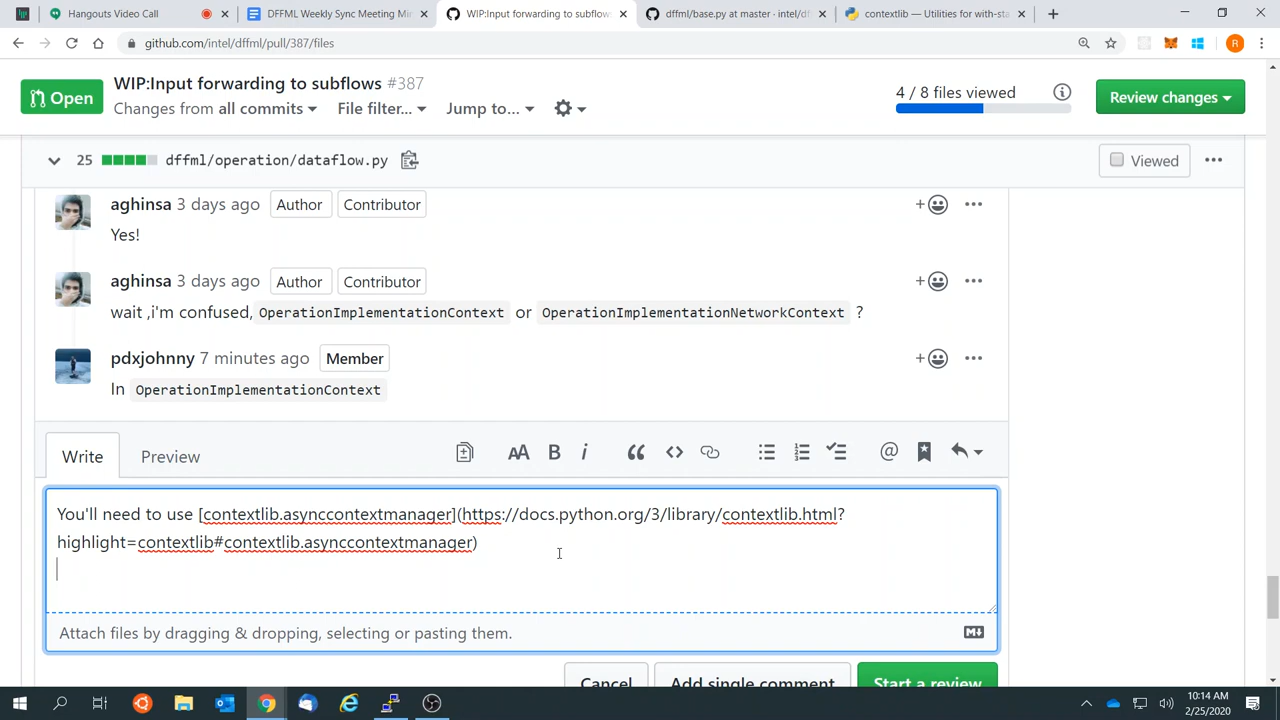 Hangouts Video Call
DFFML Weekly Sync Meeting Mi
WIP:Input forwarding to subflow
dffml/base.py at master · intel/df
contextlib — Utilities for with-sta
github.com/intel/dffml/pull/387/files
R
Open
WIP:Input forwarding to subflows #387
Changes from all commits
File filter...
Jump to...
4 / 8 files viewed
Review changes
25
dffml/operation/dataflow.py
Viewed
aghinsa 3 days ago Author Contributor
Yes!
aghinsa 3 days ago Author Contributor
wait ,i'm confused, OperationImplementationContext or OperationImplementationNetworkContext ?
pdxjohnny 7 minutes ago Member
In OperationImplementationContext
Write
Preview
You'll need to use [contextlib.asynccontextmanager](https://docs.python.org/3/library/contextlib.html?
highlight=contextlib#contextlib.asynccontextmanager)
Attach files by dragging & dropping, selecting or pasting them.
Cancel
Add single comment
Start a review
10:14 AM
2/25/2020